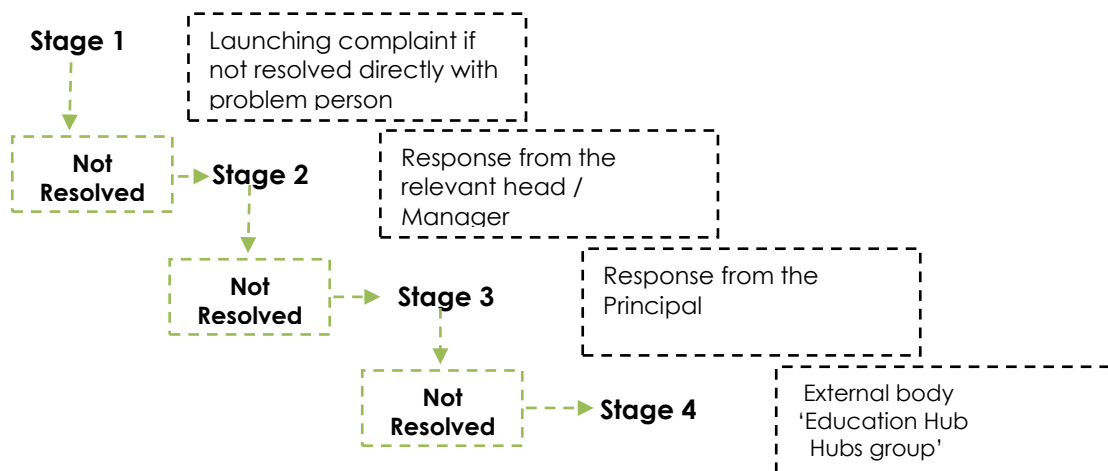 Stage 1
Launching complaint if
not resolved directly with
problem person
Not
Resolved
Stage 2
Response from the
relevant head /
Manager
Not
Resolved
Stage 3
Response from the
Principal
Not
Resolved
Stage 4
External body
‘Education Hub
Hubs group’